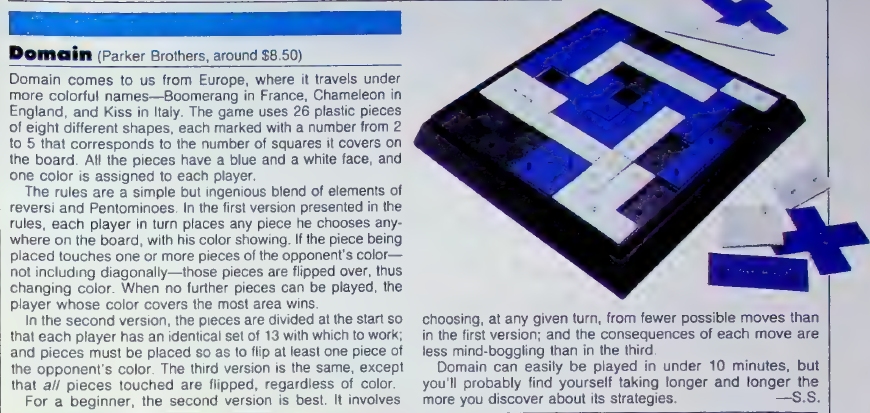 Domain (Parker Brothers, around $8.50)
Domain comes to us from Europe, where it travels under
more colorful names—Boomerang in France, Chameleon in
England, and Kiss in Italy. The game uses 26 plastic pieces
of eight different shapes, each marked with a number from 2
to 5 that corresponds to the number of squares it covers on
the board. All the pieces have a blue and a white face, and
one color is assigned to each player.
The rules are a simple but ingenious blend of elements of
reversi and Pentominoes. In the first version presented in the
rules, each player in turn places any piece he chooses any-
where on the board, with his color showing. If the piece being
placed touches one or more pieces of the opponent's color—
not including diagonally—those pieces are flipped over, thus
changing color. When no further pieces can be played, the
player whose color covers the most area wins.
In the second version, the pieces are divided at the start so
that each player has an identical set of 13 with which to work;
and pieces must be placed so as to flip at least one piece of
the opponent's color. The third version is the same, except
that all pieces touched are flipped, regardless of color.
For a beginner, the second version is best. It involves
choosing, at any given turn, from fewer possible moves than
in the first version; and the consequences of each move are
less mind-boggling than in the third.
Domain can easily be played in under 10 minutes, but
you'll probably find yourself taking longer and longer the
more you discover about its strategies. —S.S.